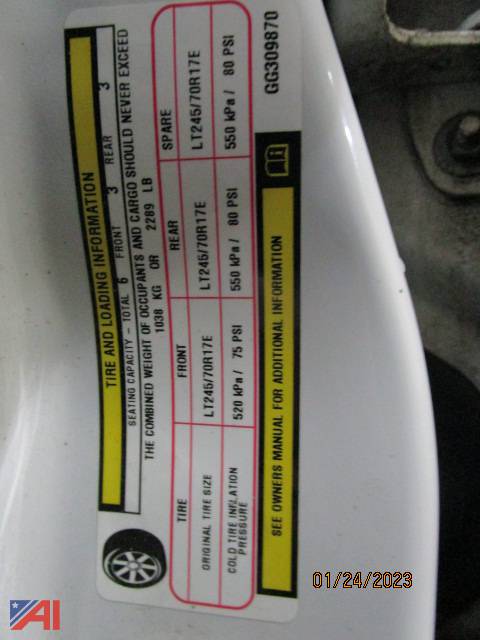 TIRE AND LOADING INFORMATION
SEATING CAPACITY - TOTAL 6 FRONT 3 REAR 3
THE COMBINED WEIGHT OF OCCUPANTS AND CARGO SHOULD NEVER EXCEED
1038 KG OR 2289 LB
TIRE FRONT REAR SPARE
ORIGINAL TIRE SIZE LT245/70R17E LT245/70R17E LT245/70R17E
COLD TIRE INFLATION PRESSURE 520 kPa / 75 PSI 550 kPa / 80 PSI 550 kPa / 80 PSI
SEE OWNERS MANUAL FOR ADDITIONAL INFORMATION
GG309870
01/24/2023
AI